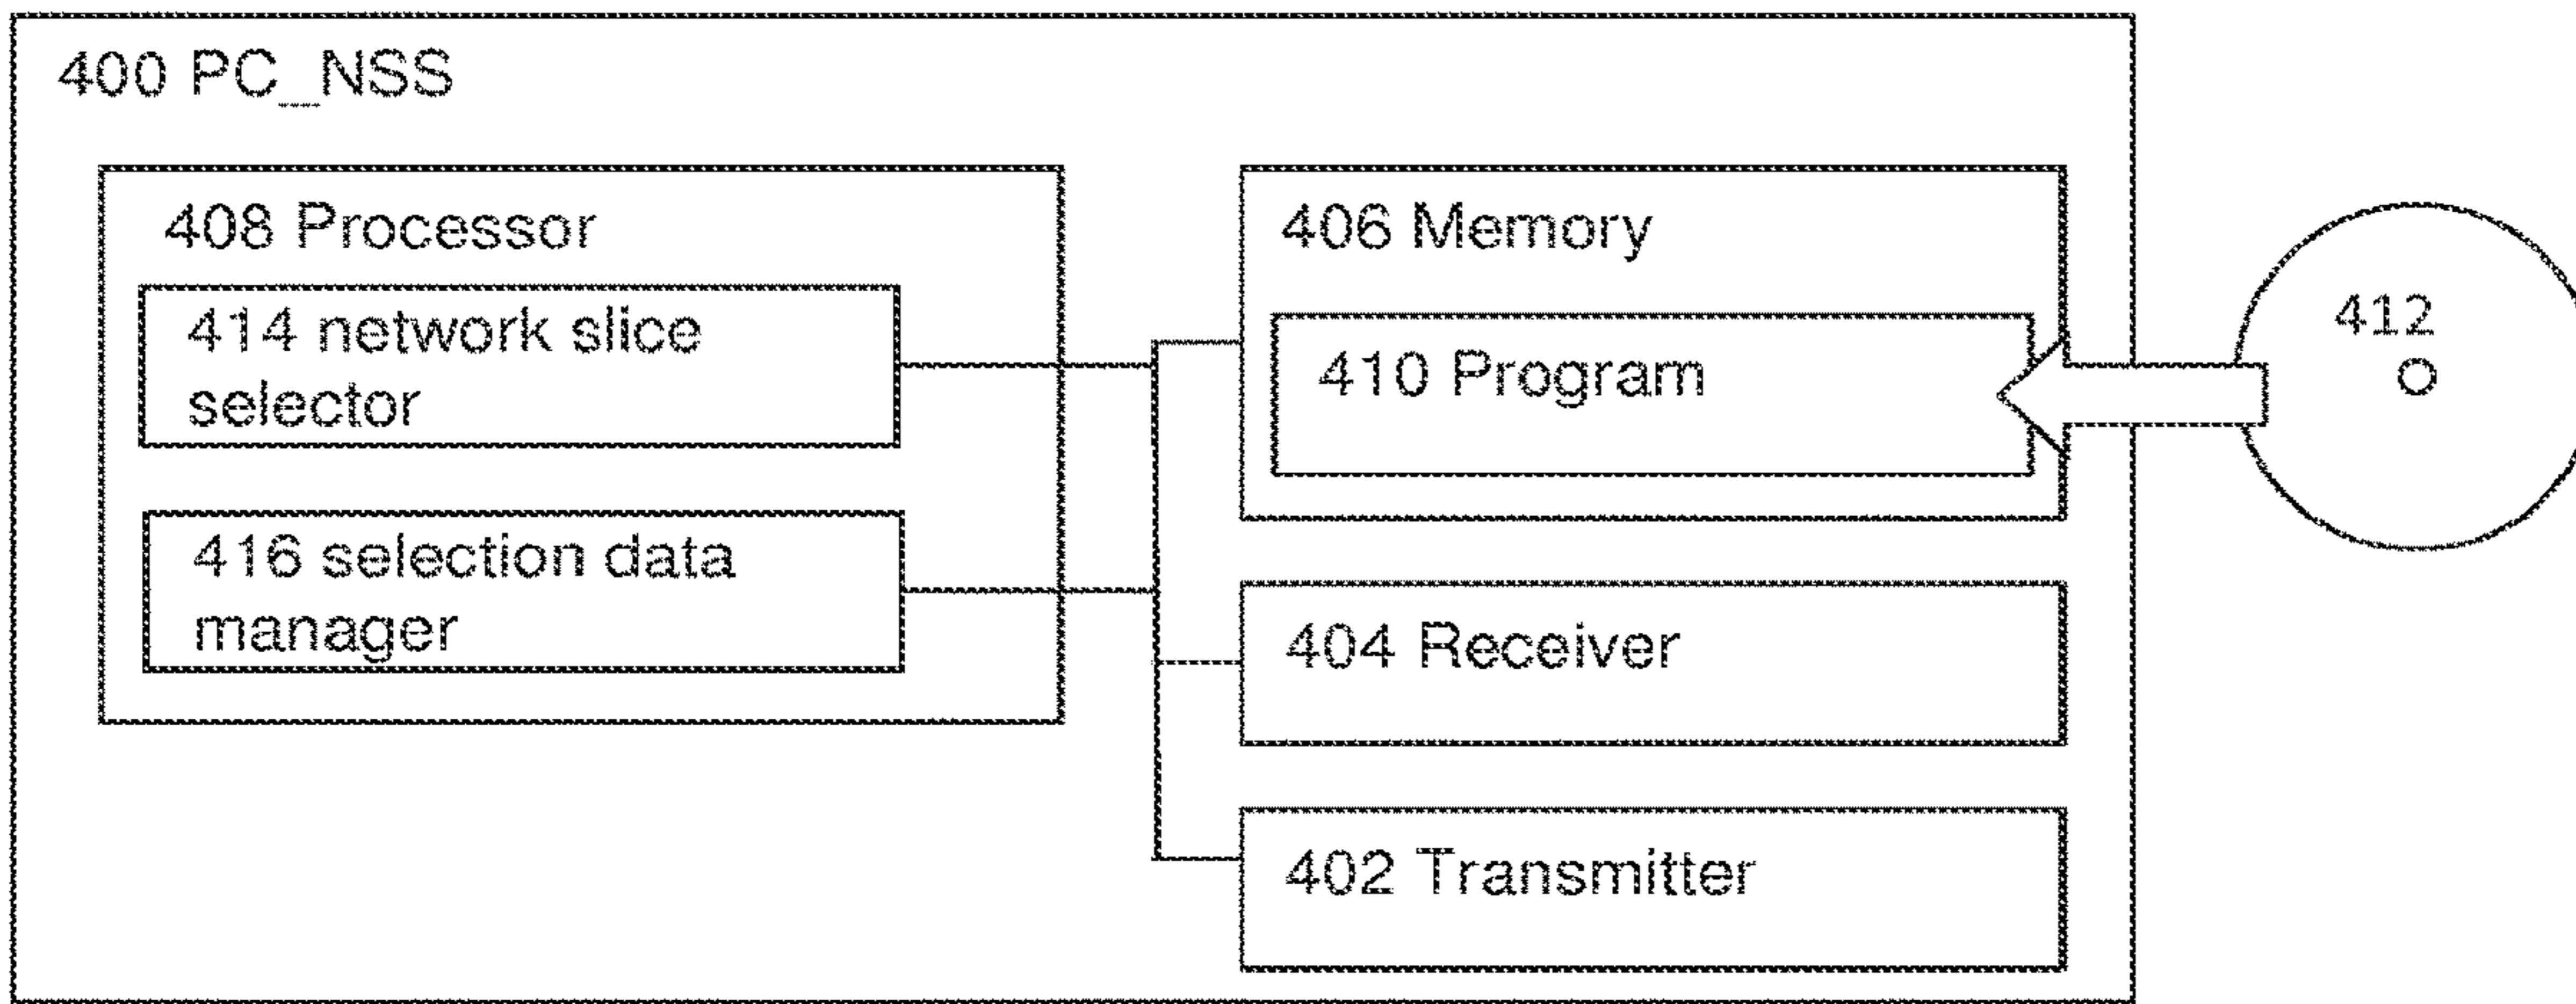 400 PC_NSS
408 Processor
414 network slice
selector
416 selection data
manager
406 Memory
410 Program
404 Receiver
402 Transmitter
412